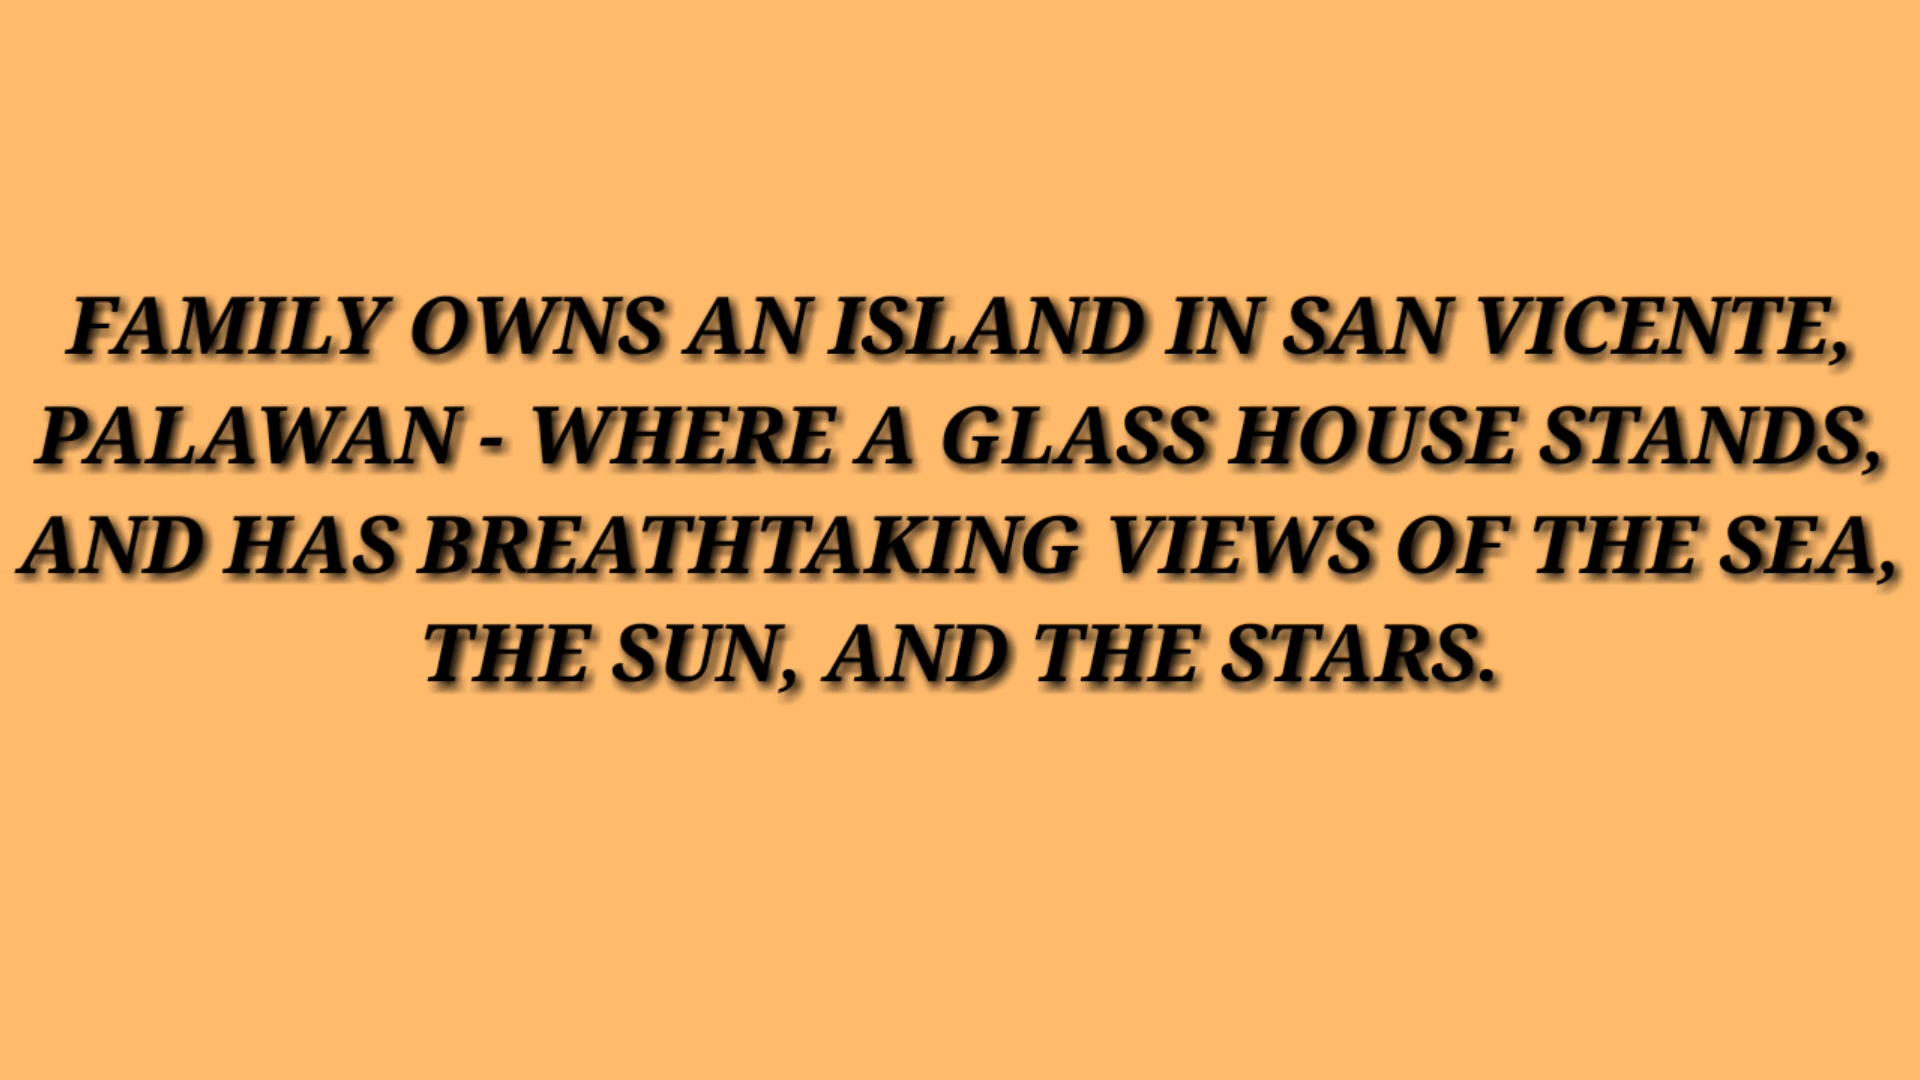 FAMILY OWNS AN ISLAND IN SAN VICENTE,
PALAWAN - WHERE A GLASS HOUSE STANDS,
AND HAS BREATHTAKING VIEWS OF THE SEA,
THE SUN, AND THE STARS.